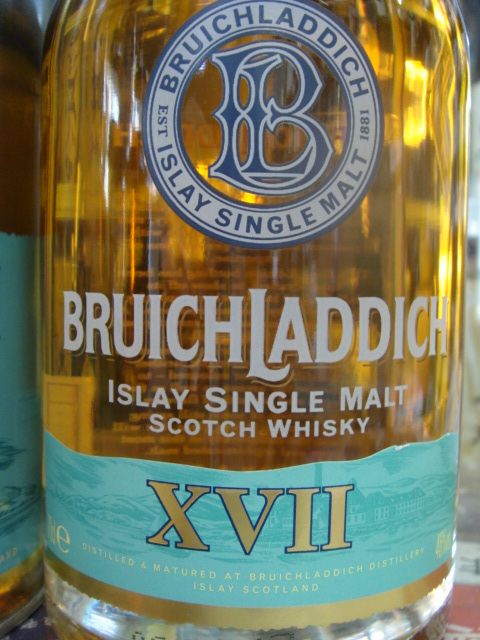 BRUICHLADDICH
EST 1881
ISLAY SINGLE MALT
BRUICHLADDICH
ISLAY SINGLE MALT
SCOTCH WHISKY
XVII
DISTILLED & MATURED AT BRUICHLADDICH DISTILLERY
ISLAY SCOTLAND